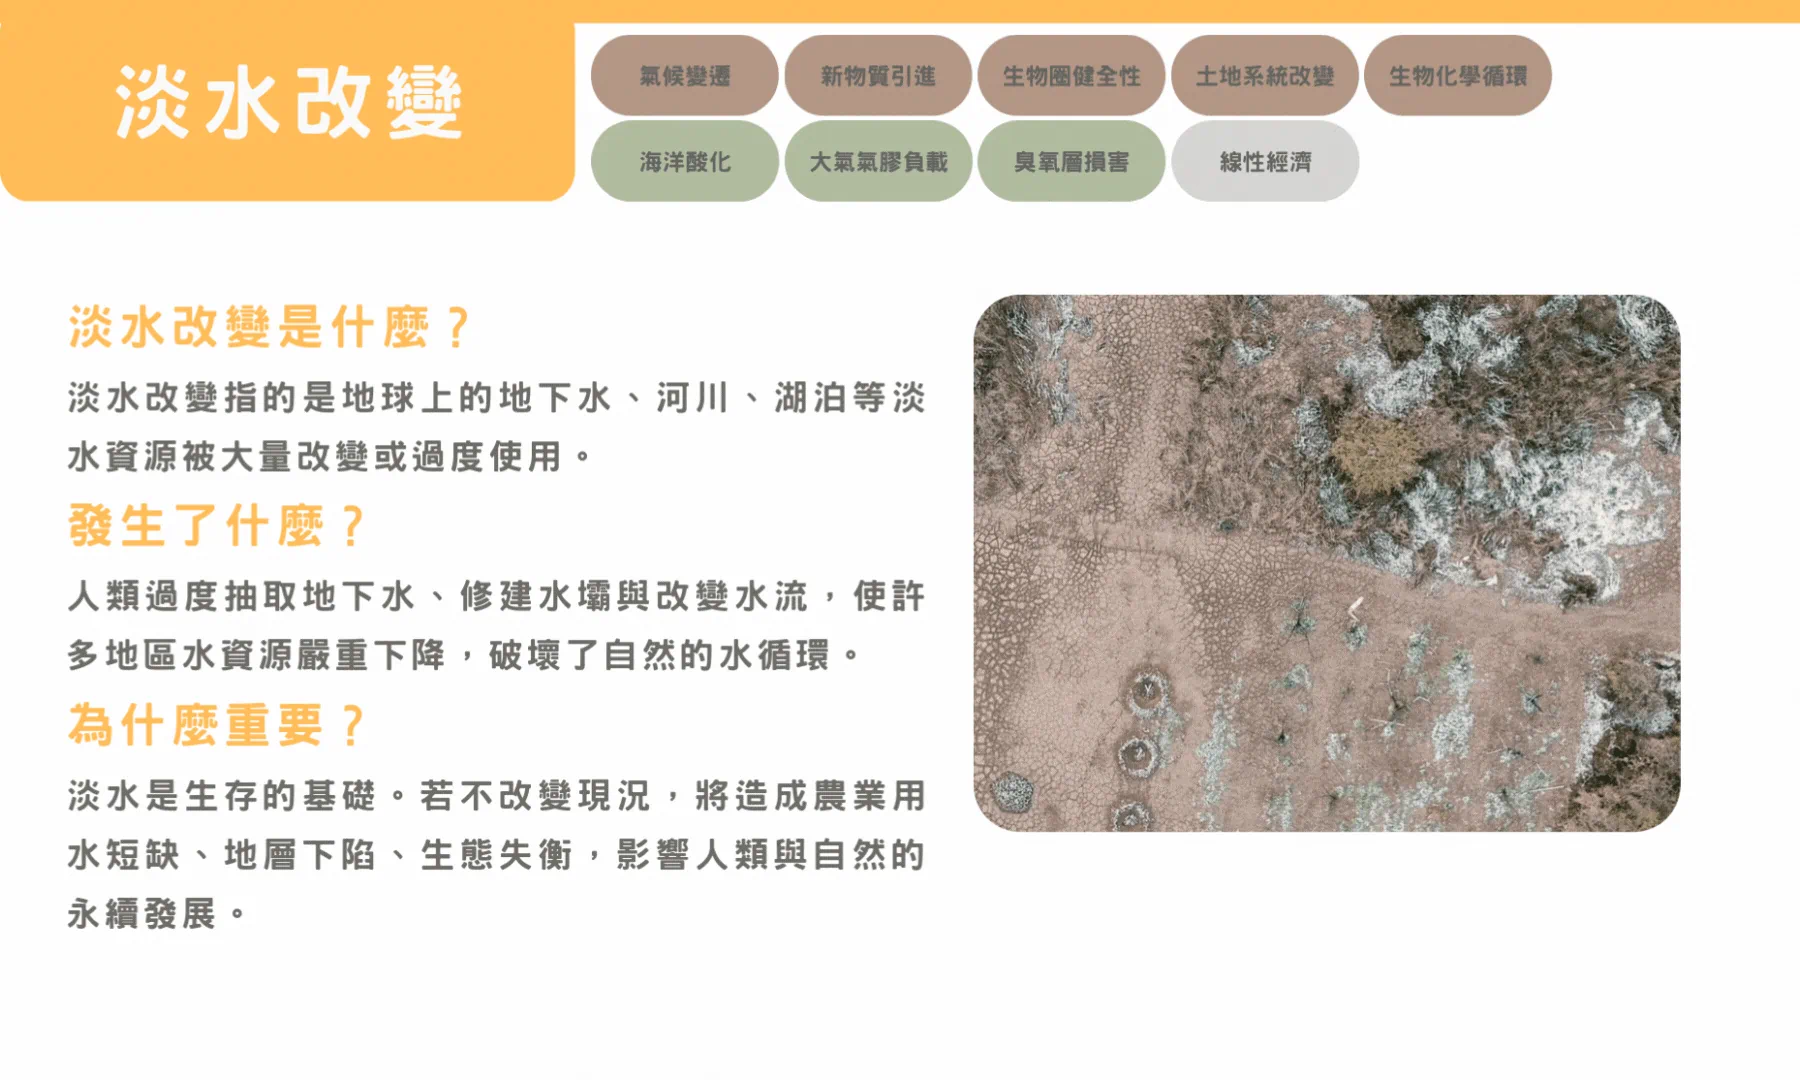 淡水改變
氣候變遷
新物質引進
生物圈健全性
土地系統改變
生物化學循環
海洋酸化
大氣氣膠負載
臭氧層損害
線性經濟
淡水改變是什麼？
淡水改變指的是地球上的地下水、河川、湖泊等淡
水資源被大量改變或過度使用。
發生了什麼？
人類過度抽取地下水、修建水壩與改變水流，使許
多地區水資源嚴重下降，破壞了自然的水循環。
為什麼重要？
淡水是生存的基礎。若不改變現況，將造成農業用
水短缺、地層下陷、生態失衡，影響人類與自然的
永續發展。